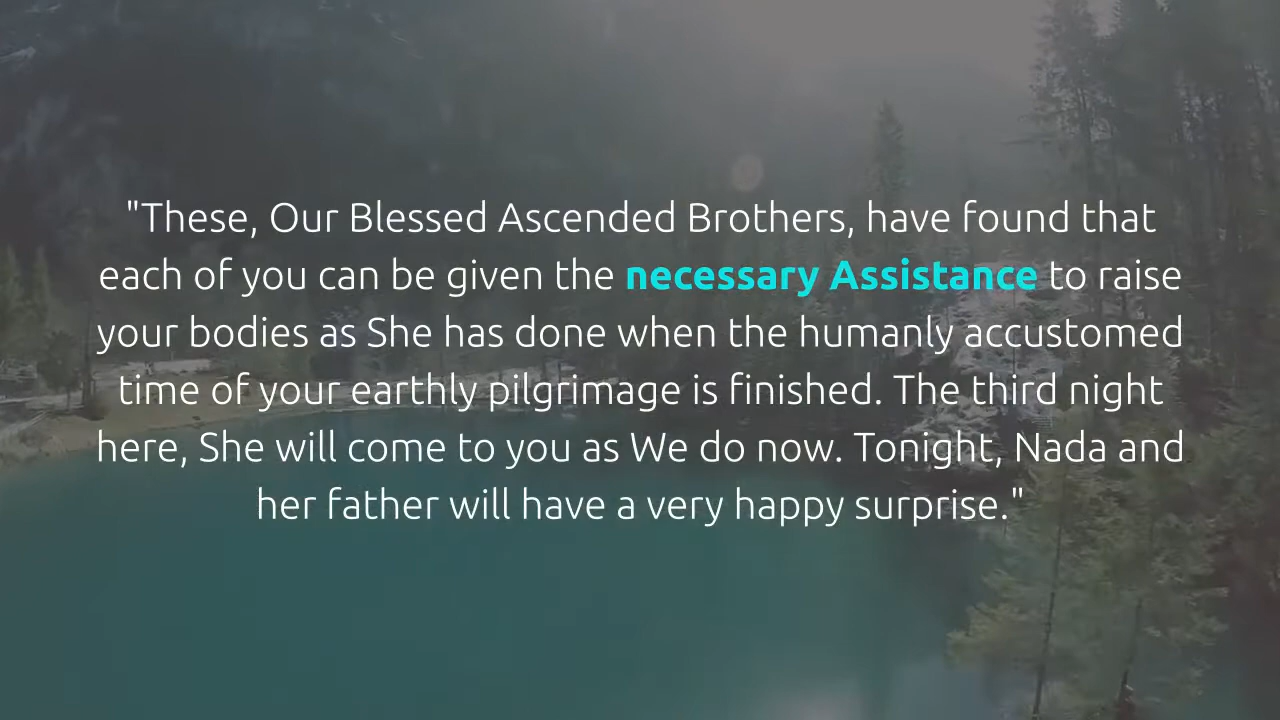 "These, Our Blessed Ascended Brothers, have found that
each of you can be given the necessary Assistance to raise
your bodies as She has done when the humanly accustomed
time of your earthly pilgrimage is finished. The third night
here, She will come to you as We do now. Tonight, Nada and
her father will have a very happy surprise."